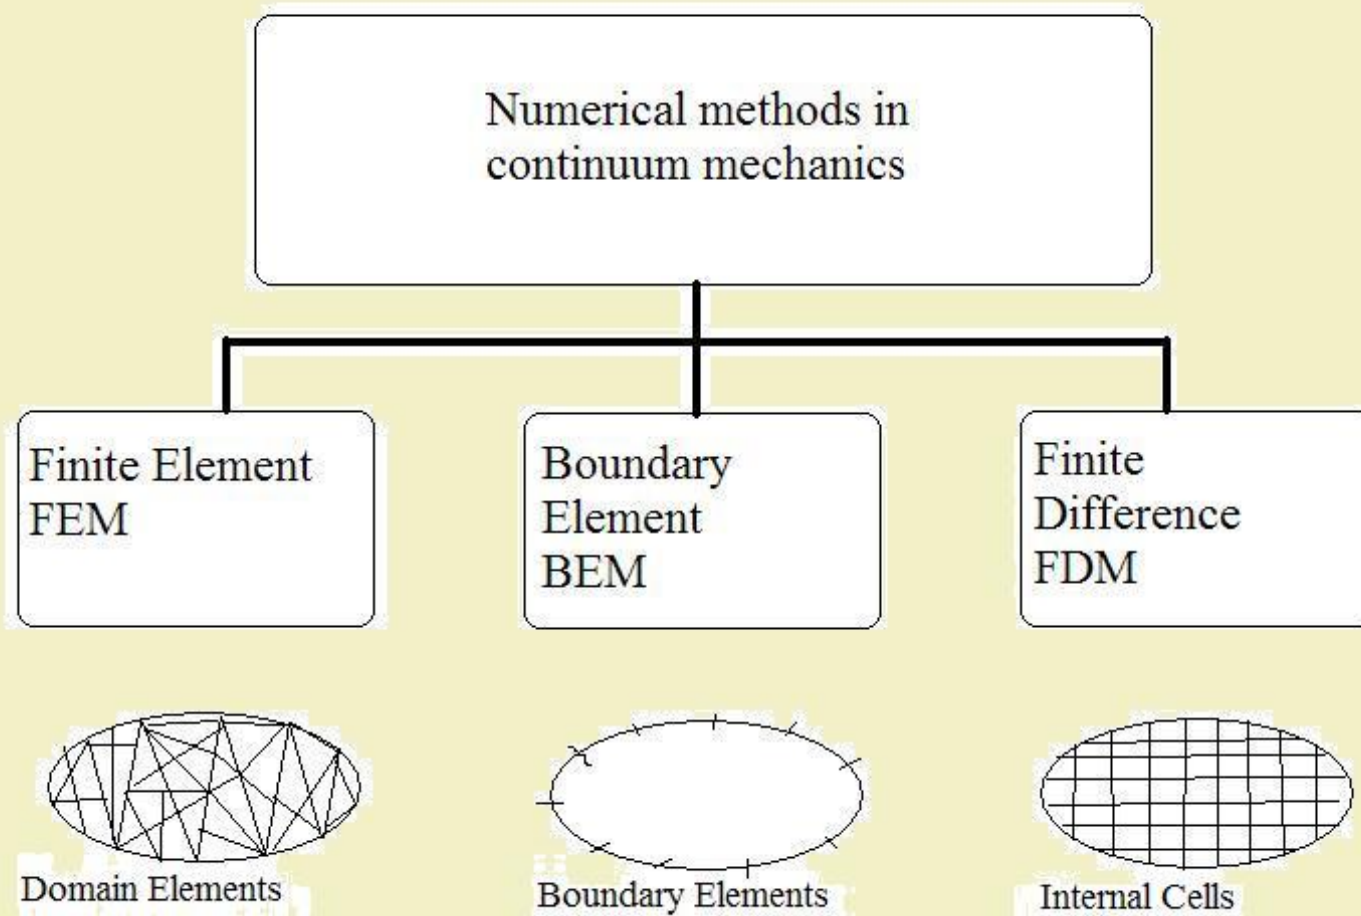 Numerical methods in
continuum mechanics
Finite Element
FEM
Boundary
Element
BEM
Finite
Difference
FDM
Domain Elements
Boundary Elements
Internal Cells